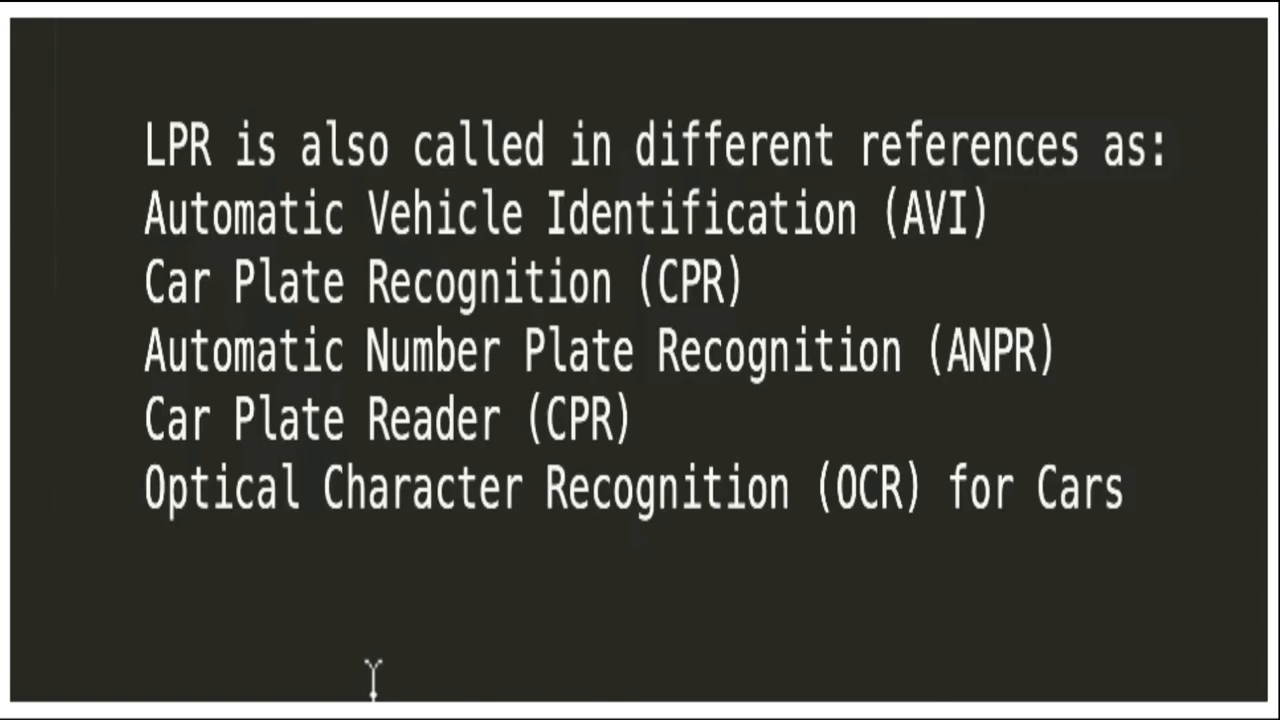 LPR is also called in different references as:
Automatic Vehicle Identification (AVI)
Car Plate Recognition (CPR)
Automatic Number Plate Recognition (ANPR)
Car Plate Reader (CPR)
Optical Character Recognition (OCR) for Cars